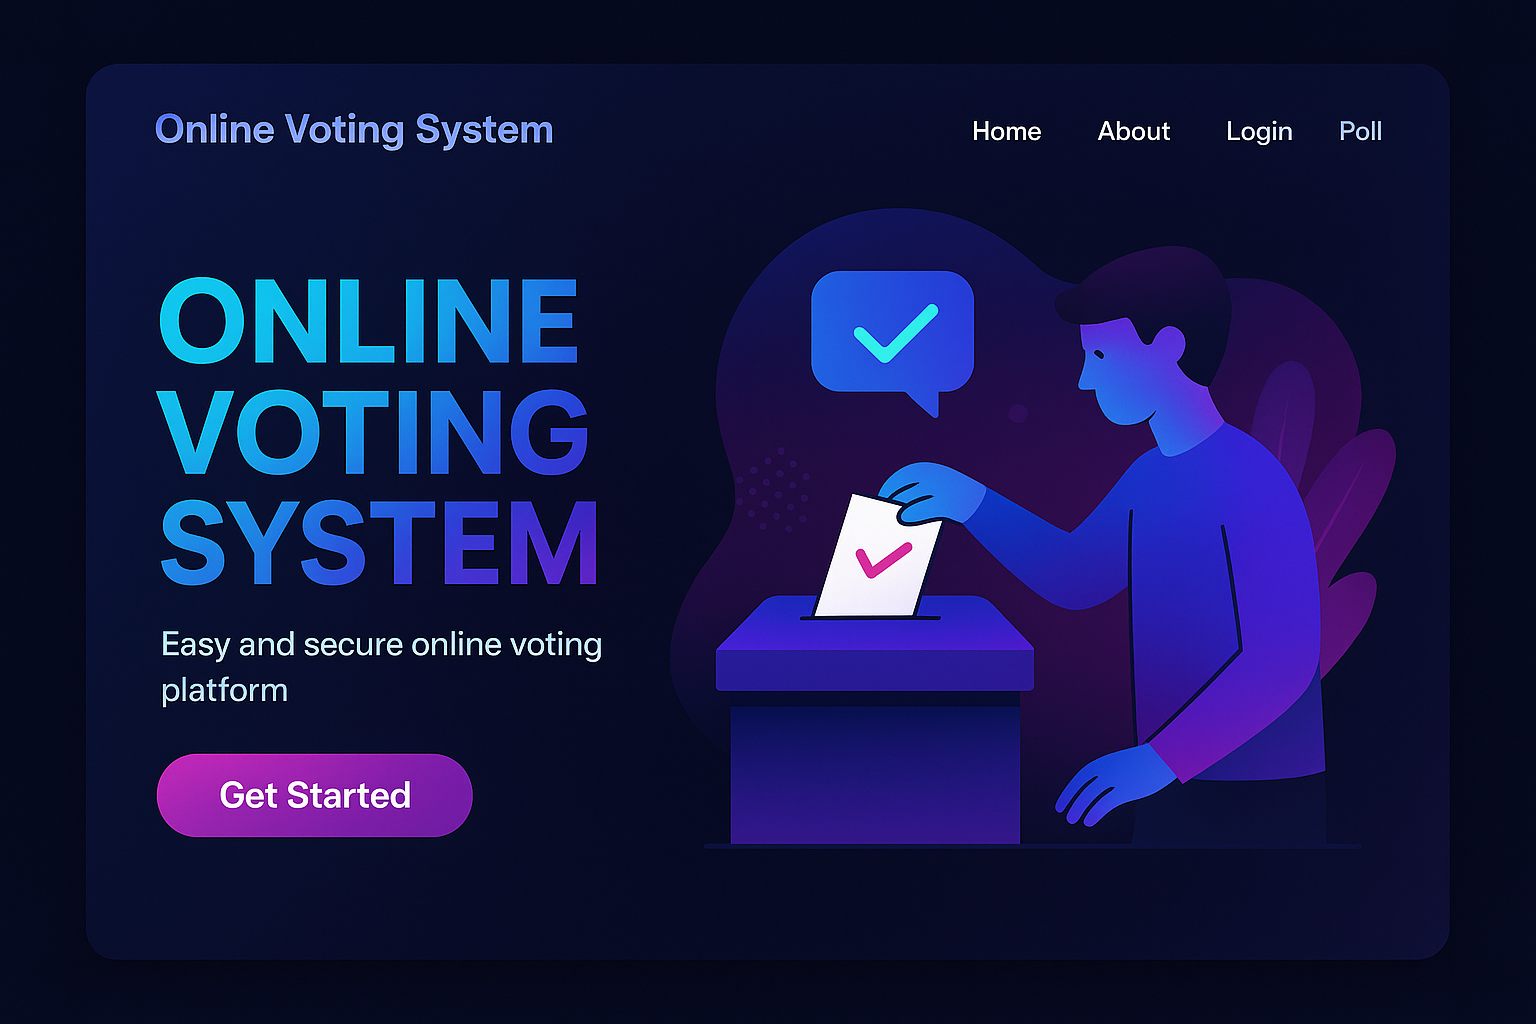 Online Voting System
Home About Login Poll
ONLINE
VOTING
SYSTEM
Easy and secure online voting
platform
Get Started